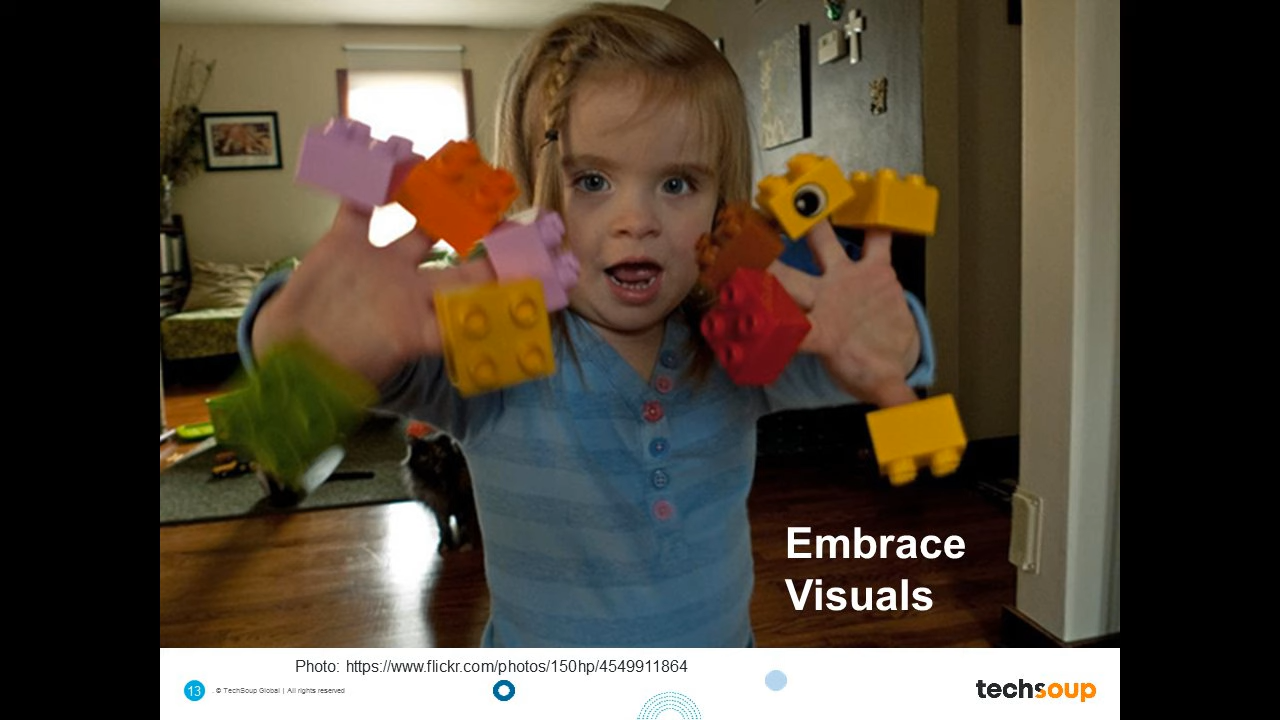 Embrace
Visuals
Photo: https://www.flickr.com/photos/150hp/4549911864
13
© TechSoup Global | All rights reserved
techsoup